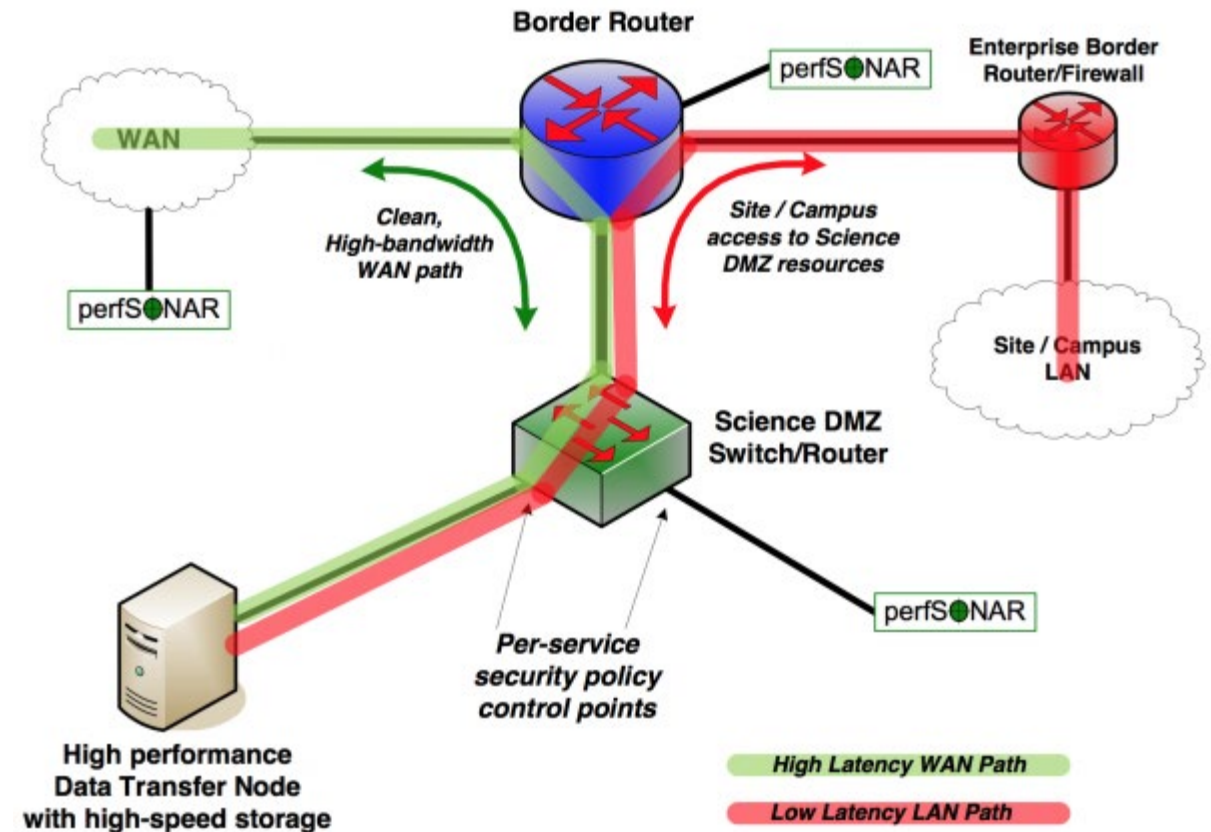 Border Router
perfSONAR
Enterprise Border
Router/Firewall
WAN
Clean,
High-bandwidth
WAN path
Site / Campus
access to Science
DMZ resources
perfSONAR
Site / Campus
LAN
Science DMZ
Switch/Router
perfSONAR
Per-service
security policy
control points
High performance
Data Transfer Node
with high-speed storage
High Latency WAN Path
Low Latency LAN Path